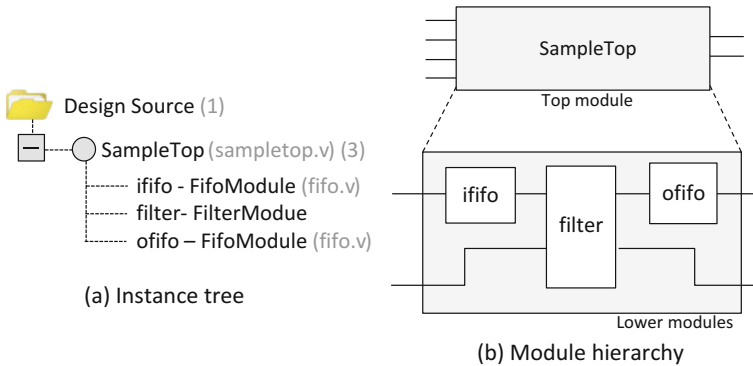 Design Source (1)
SampleTop (sampletop.v) (3)
ififo - FifoModule (fifo.v)
filter- FilterModue
ofifo – FifoModule (fifo.v)
(a) Instance tree
SampleTop
Top module
ififo
filter
ofifo
Lower modules
(b) Module hierarchy